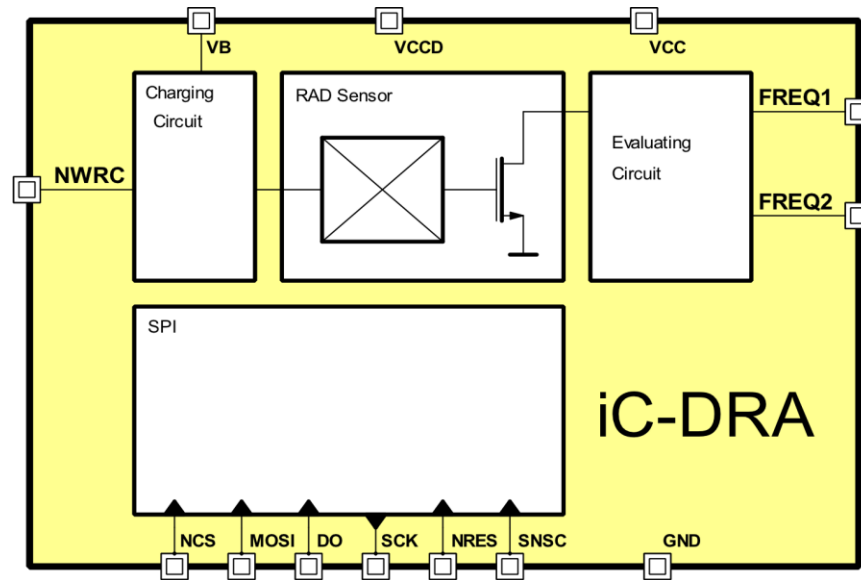 VB
VCCD
VCC
Charging
Circuit
RAD Sensor
FREQ1
Evaluating
Circuit
NWRC
FREQ2
SPI
iC-DRA
NCS
MOSI
DO
SCK
NRES
SNSC
GND